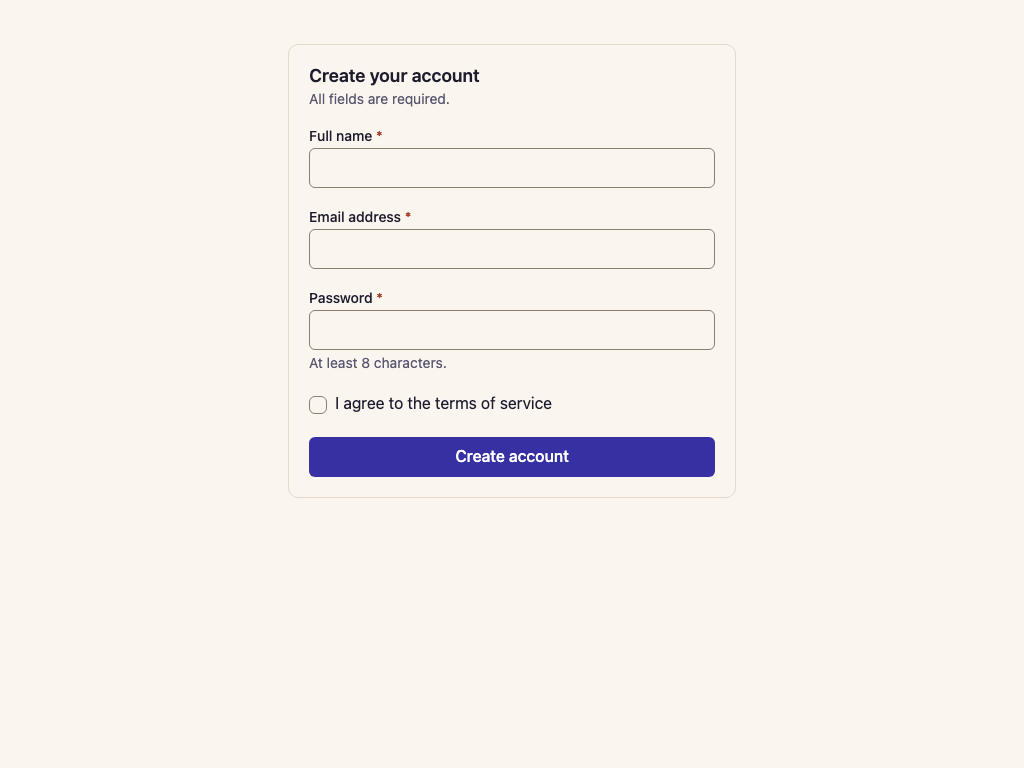 Create your account
All fields are required.
Full name *
Email address *
Password *
At least 8 characters.
I agree to the terms of service
Create account